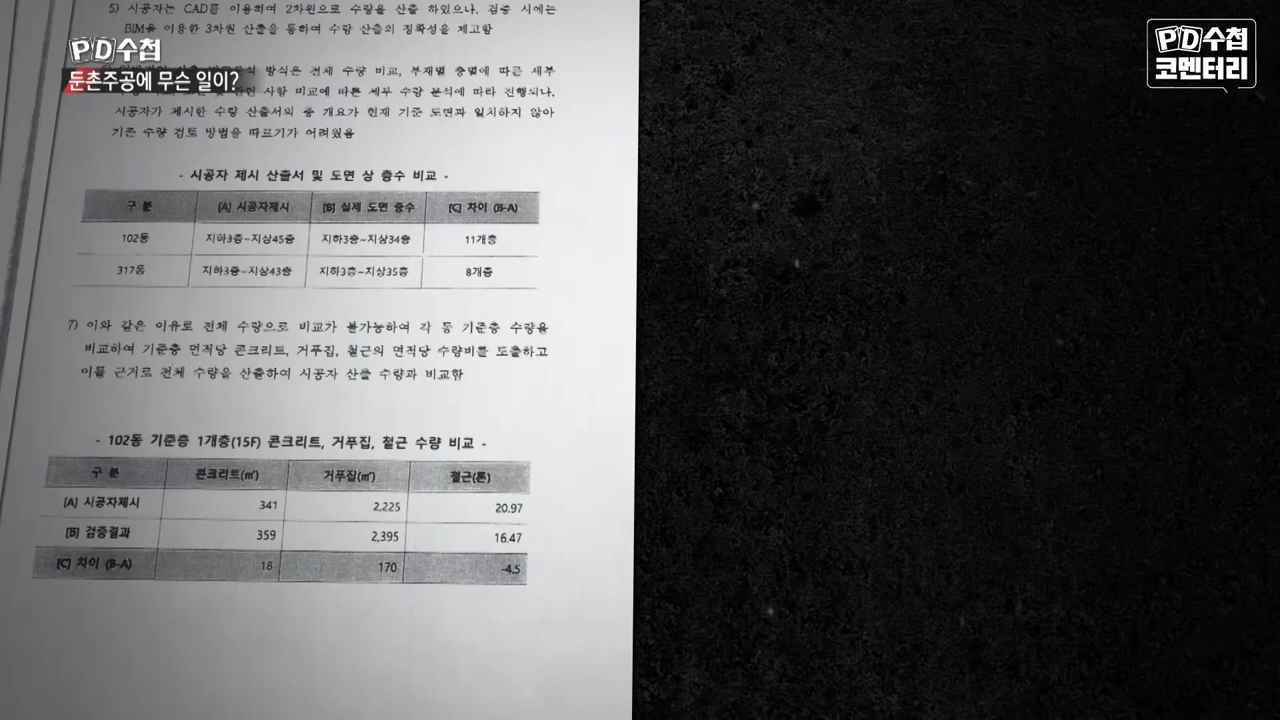 5) 시공자는 CAD를 이용하여 2차원으로 수량을 산출 하였으나, 검증 시에는
BIM을 이용한 3차원 산출을 통하여 수량 산출의 정확성을 제고함
PD수첩
둔촌주공에 무슨 일이?
PD수첩
코멘터리
방식은 전체 수량 비교, 부재별 층별에 따른 세부
사항 비교에 따른 세부 수량 분석에 따라 진행되나,
시공자가 제시한 수량 산출서의 층 개요가 현재 기준 도면과 일치하지 않아
기존 수량 검토 방법을 따르기가 어려웠음
- 시공자 제시 산출서 및 도면 상 층수 비교 -
구 분 [A] 시공자제시 [B] 실제 도면 층수 [C] 차이 (B-A)
102동 지하3층~지상45층 지하3층~지상34층 11개층
317동 지하3층~지상43층 지하3층~지상35층 8개층
7) 이와 같은 이유로 전체 수량으로 비교가 불가능하여 각 동 기준층 수량을
비교하여 기준층 면적당 콘크리트, 거푸집, 철근의 면적당 수량비를 도출하고
이를 근거로 전체 수량을 산출하여 시공자 산출 수량과 비교함
- 102동 기준층 1개층(15F) 콘크리트, 거푸집, 철근 수량 비교 -
구 분 콘크리트(㎥) 거푸집(㎡) 철근(톤)
[A] 시공자제시 341 2,225 20.97
[B] 검증결과 359 2,395 16.47
[C] 차이 (B-A) 18 170 -4.5